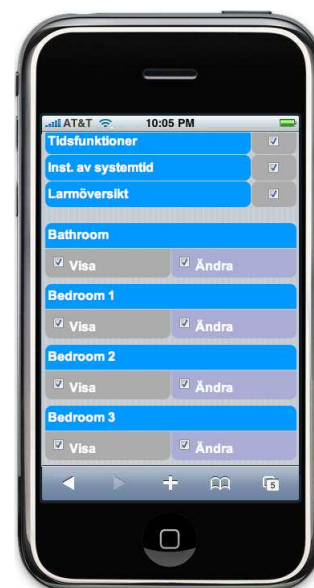 AT&T 10:05 PM
Tidsfunktioner
Inst. av systemtid
Larmöversikt
Bathroom
Visa Ändra
Bedroom 1
Visa Ändra
Bedroom 2
Visa Ändra
Bedroom 3
Visa Ändra
5